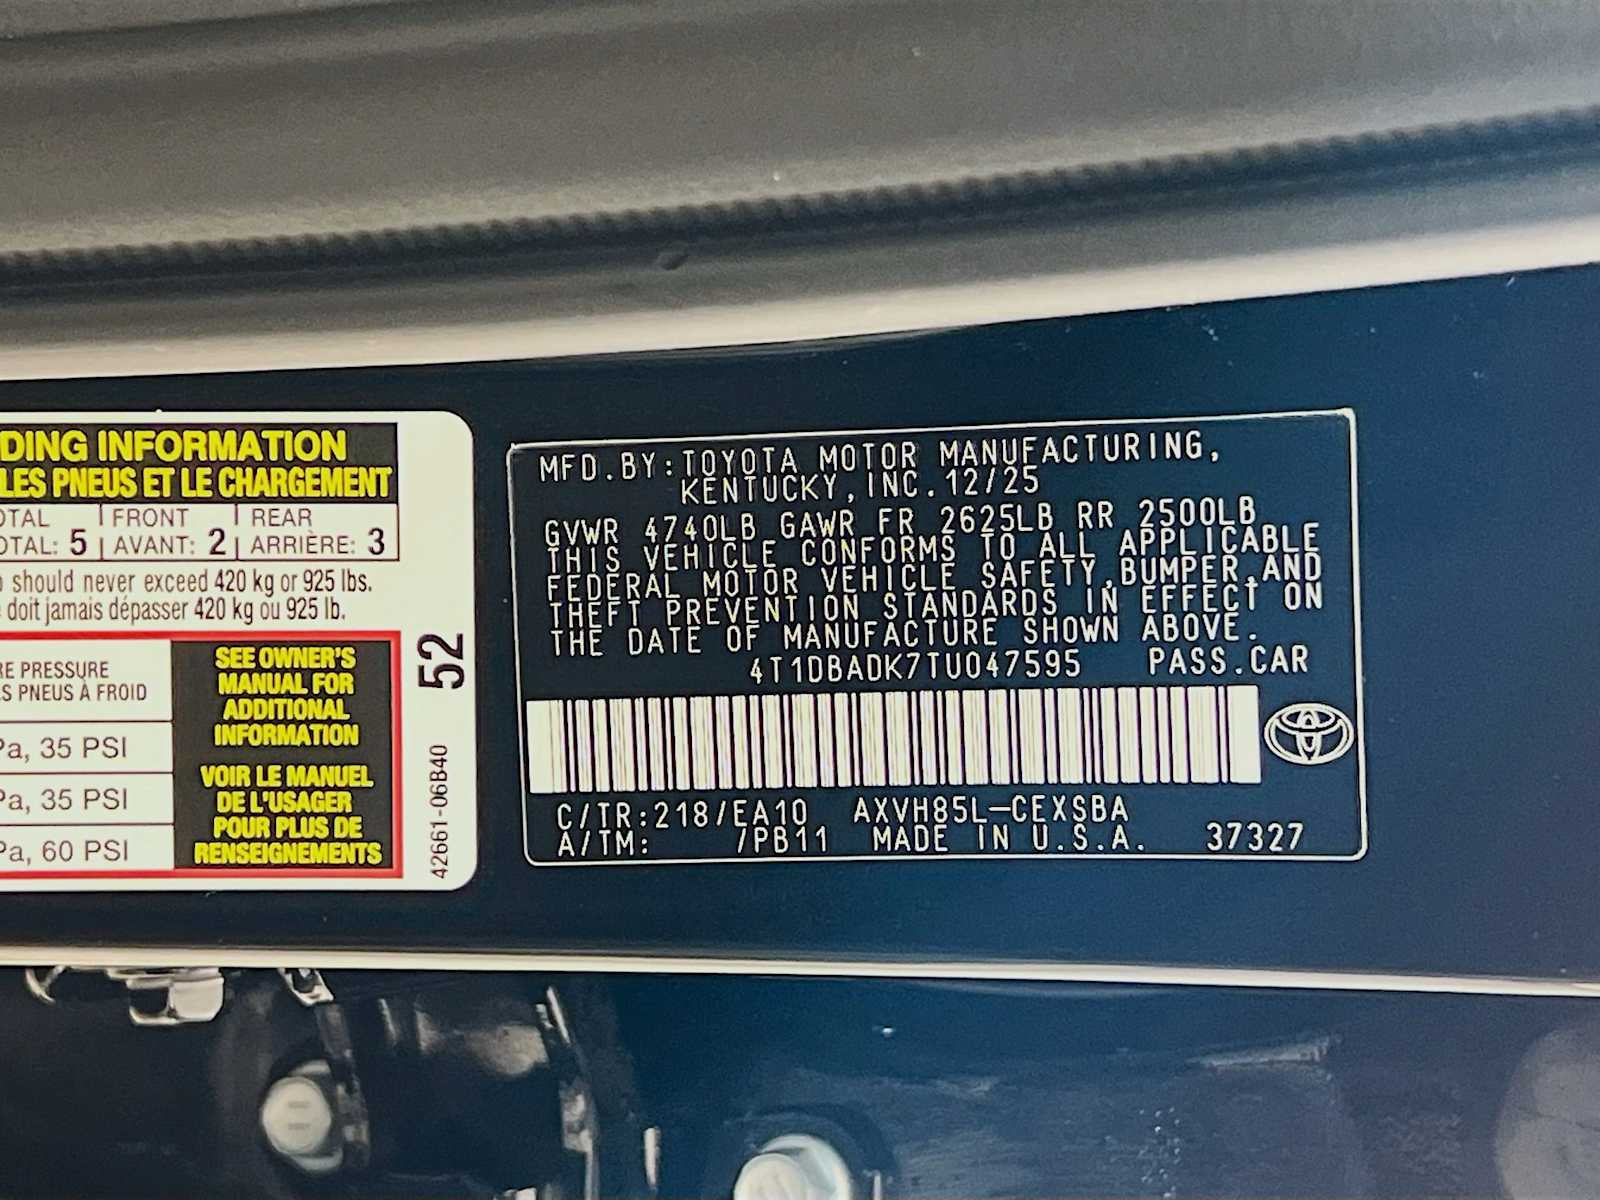 DING INFORMATION
LES PNEUS ET LE CHARGEMENT
OTAL FRONT REAR
OTAL: 5 AVANT: 2 ARRIÈRE: 3
should never exceed 420 kg or 925 lbs.
doit jamais dépasser 420 kg ou 925 lb.
RE PRESSURE
S PNEUS À FROID
Pa, 35 PSI
Pa, 35 PSI
Pa, 60 PSI
SEE OWNER'S
MANUAL FOR
ADDITIONAL
INFORMATION
VOIR LE MANUEL
DE L'USAGER
POUR PLUS DE
RENSEIGNEMENTS
52
42661-06B40
MFD.BY:TOYOTA MOTOR MANUFACTURING,
KENTUCKY,INC.12/25
GVWR 4740LB GAWR FR 2625LB RR 2500LB
THIS VEHICLE CONFORMS TO ALL APPLICABLE
FEDERAL MOTOR VEHICLE SAFETY,BUMPER,AND
THEFT PREVENTION STANDARDS IN EFFECT ON
THE DATE OF MANUFACTURE SHOWN ABOVE.
4T1DBADK7TU047595 PASS.CAR
C/TR:218/EA10 AXVH85L-CEXSBA
A/TM: /PB11 MADE IN U.S.A. 37327